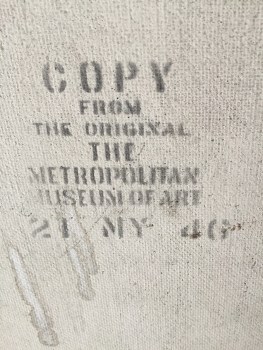 COPY
FROM
THE ORIGINAL
THE
METROPOLITAN
MUSEUM OF ART
21 MY 46